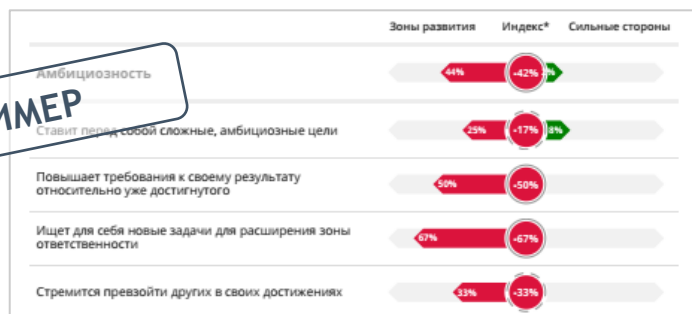 Зоны развития Индекс* Сильные стороны
Амбициозность 44% -42% 2%
ИМЕР
Ставит перед собой сложные, амбициозные цели 25% -17% 8%
Повышает требования к своему результату
относительно уже достигнутого 50% -50%
Ищет для себя новые задачи для расширения зоны
ответственности 67% -67%
Стремится превзойти других в своих достижениях 33% -33%